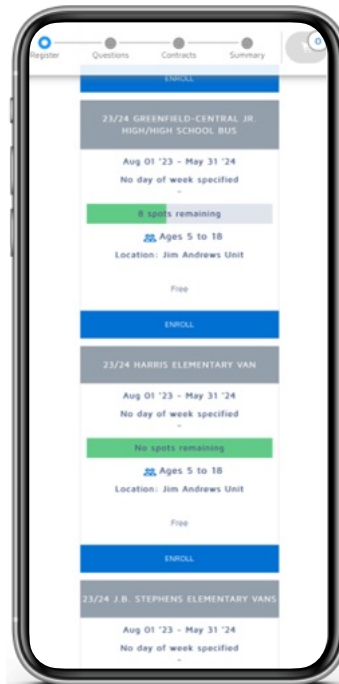 0
Register Questions Contracts Summary
ENROLL
23/24 GREENFIELD-CENTRAL JR.
HIGH/HIGH SCHOOL BUS
Aug 01 '23 - May 31 '24
No day of week specified
-
8 spots remaining
Ages 5 to 18
Location: Jim Andrews Unit
Free
ENROLL
23/24 HARRIS ELEMENTARY VAN
Aug 01 '23 - May 31 '24
No day of week specified
-
No spots remaining
Ages 5 to 18
Location: Jim Andrews Unit
Free
ENROLL
23/24 J.B. STEPHENS ELEMENTARY VANS
Aug 01 '23 - May 31 '24
No day of week specified
-